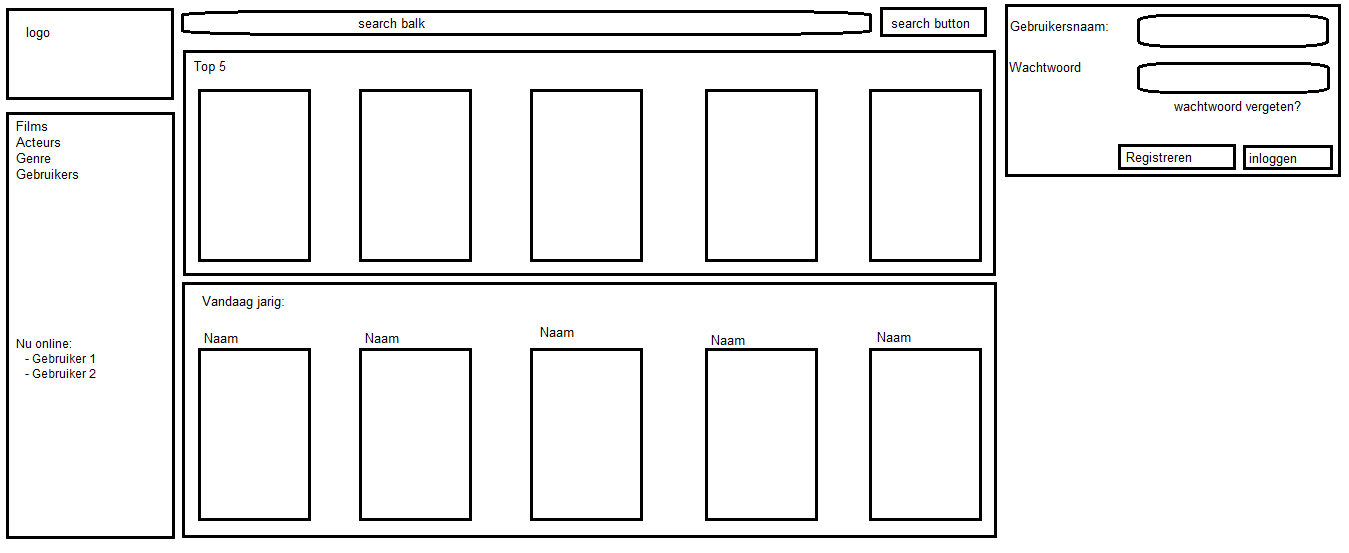 logo
search balk
search button
Gebruikersnaam:
Wachtwoord
wachtwoord vergeten?
Registreren
inloggen
Films
Acteurs
Genre
Gebruikers
Nu online:
- Gebruiker 1
- Gebruiker 2
Top 5
Vandaag jarig:
Naam
Naam
Naam
Naam
Naam